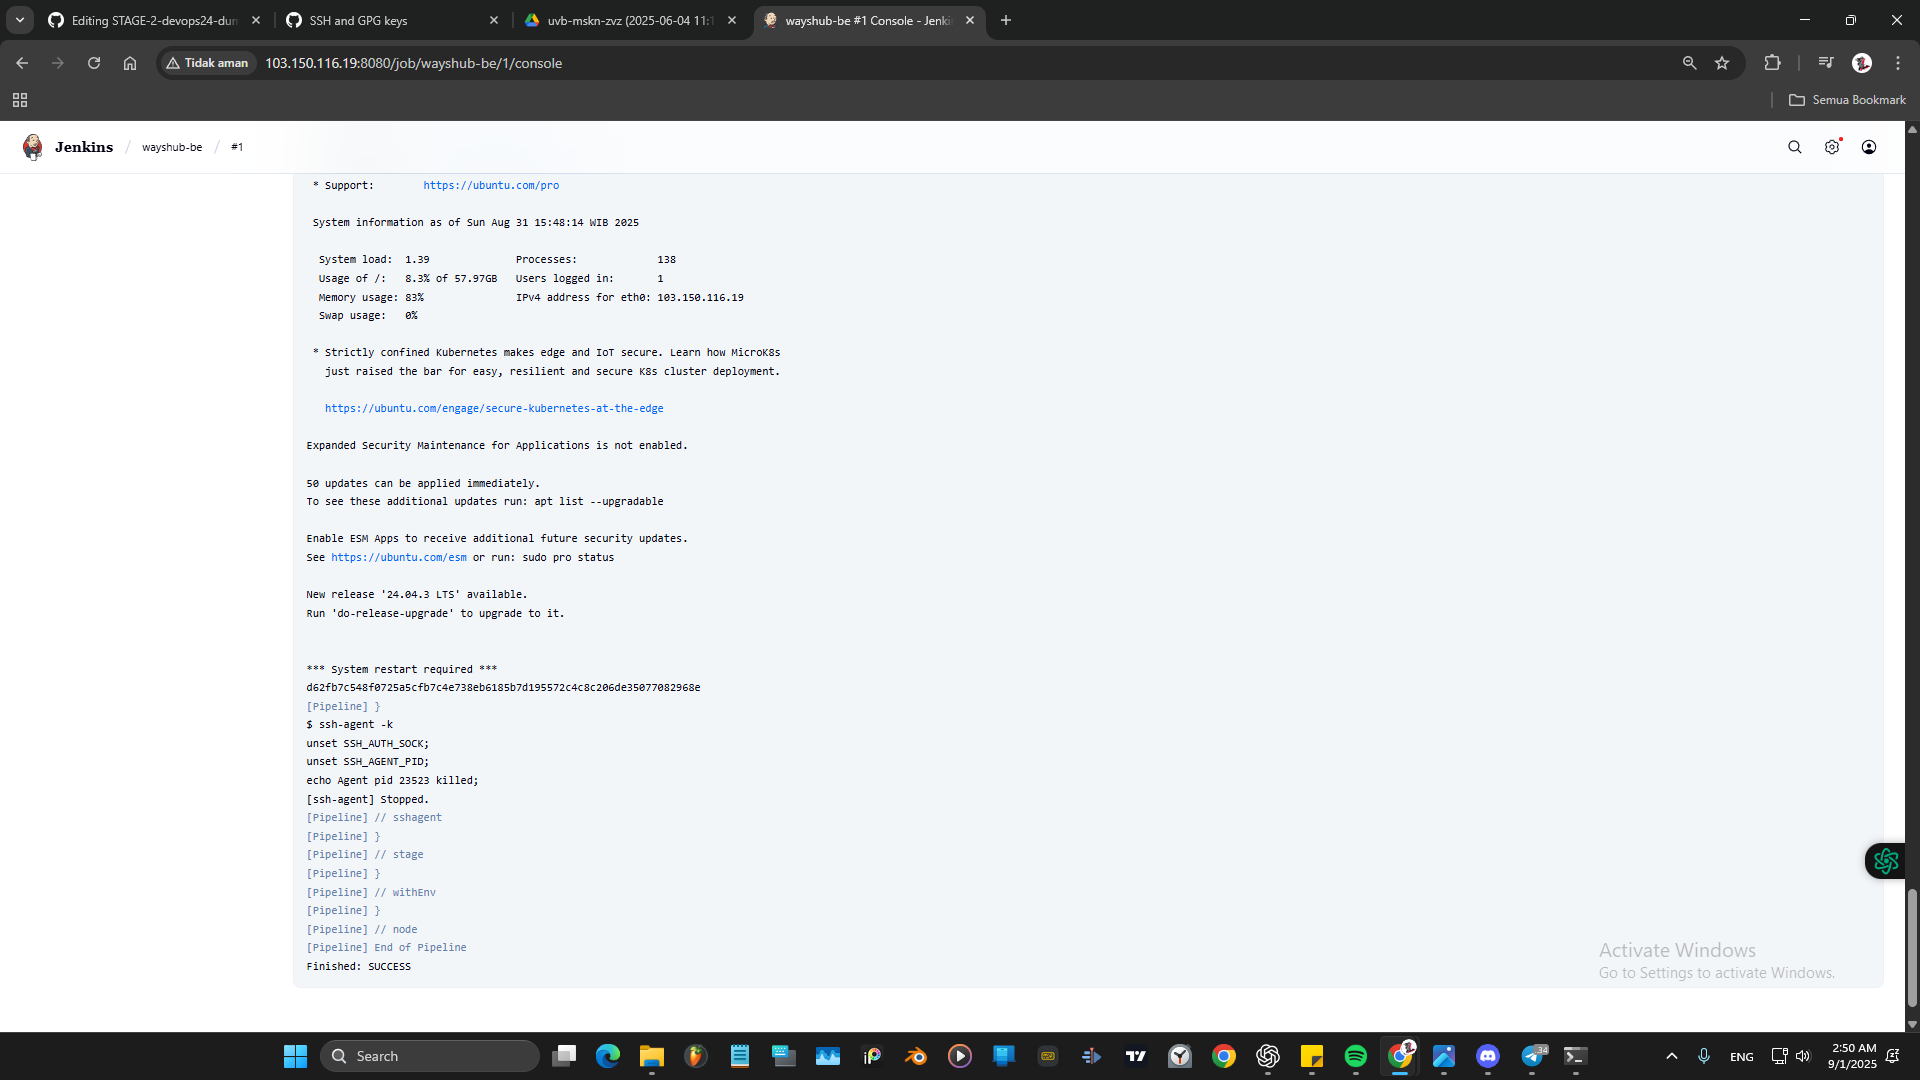 Editing STAGE-2-devops24-dum
SSH and GPG keys
uvb-mskn-zvz (2025-06-04 11:1
wayshub-be #1 Console - Jenki
Tidak aman
103.150.116.19:8080/job/wayshub-be/1/console
Semua Bookmark
Jenkins / wayshub-be / #1
* Support: https://ubuntu.com/pro
System information as of Sun Aug 31 15:48:14 WIB 2025
System load: 1.39 Processes: 138
Usage of /: 8.3% of 57.97GB Users logged in: 1
Memory usage: 83% IPv4 address for eth0: 103.150.116.19
Swap usage: 0%
* Strictly confined Kubernetes makes edge and IoT secure. Learn how MicroK8s
just raised the bar for easy, resilient and secure K8s cluster deployment.
https://ubuntu.com/engage/secure-kubernetes-at-the-edge
Expanded Security Maintenance for Applications is not enabled.
50 updates can be applied immediately.
To see these additional updates run: apt list --upgradable
Enable ESM Apps to receive additional future security updates.
See https://ubuntu.com/esm or run: sudo pro status
New release '24.04.3 LTS' available.
Run 'do-release-upgrade' to upgrade to it.
*** System restart required ***
d62fb7c548f0725a5cfb7c4e738eb6185b7d195572c4c8c206de35077082968e
[Pipeline] }
$ ssh-agent -k
unset SSH_AUTH_SOCK;
unset SSH_AGENT_PID;
echo Agent pid 23523 killed;
[ssh-agent] Stopped.
[Pipeline] // sshagent
[Pipeline] }
[Pipeline] // stage
[Pipeline] }
[Pipeline] // withEnv
[Pipeline] }
[Pipeline] // node
[Pipeline] End of Pipeline
Finished: SUCCESS
Activate Windows
Go to Settings to activate Windows.
Search
34
ENG
2:50 AM
9/1/2025